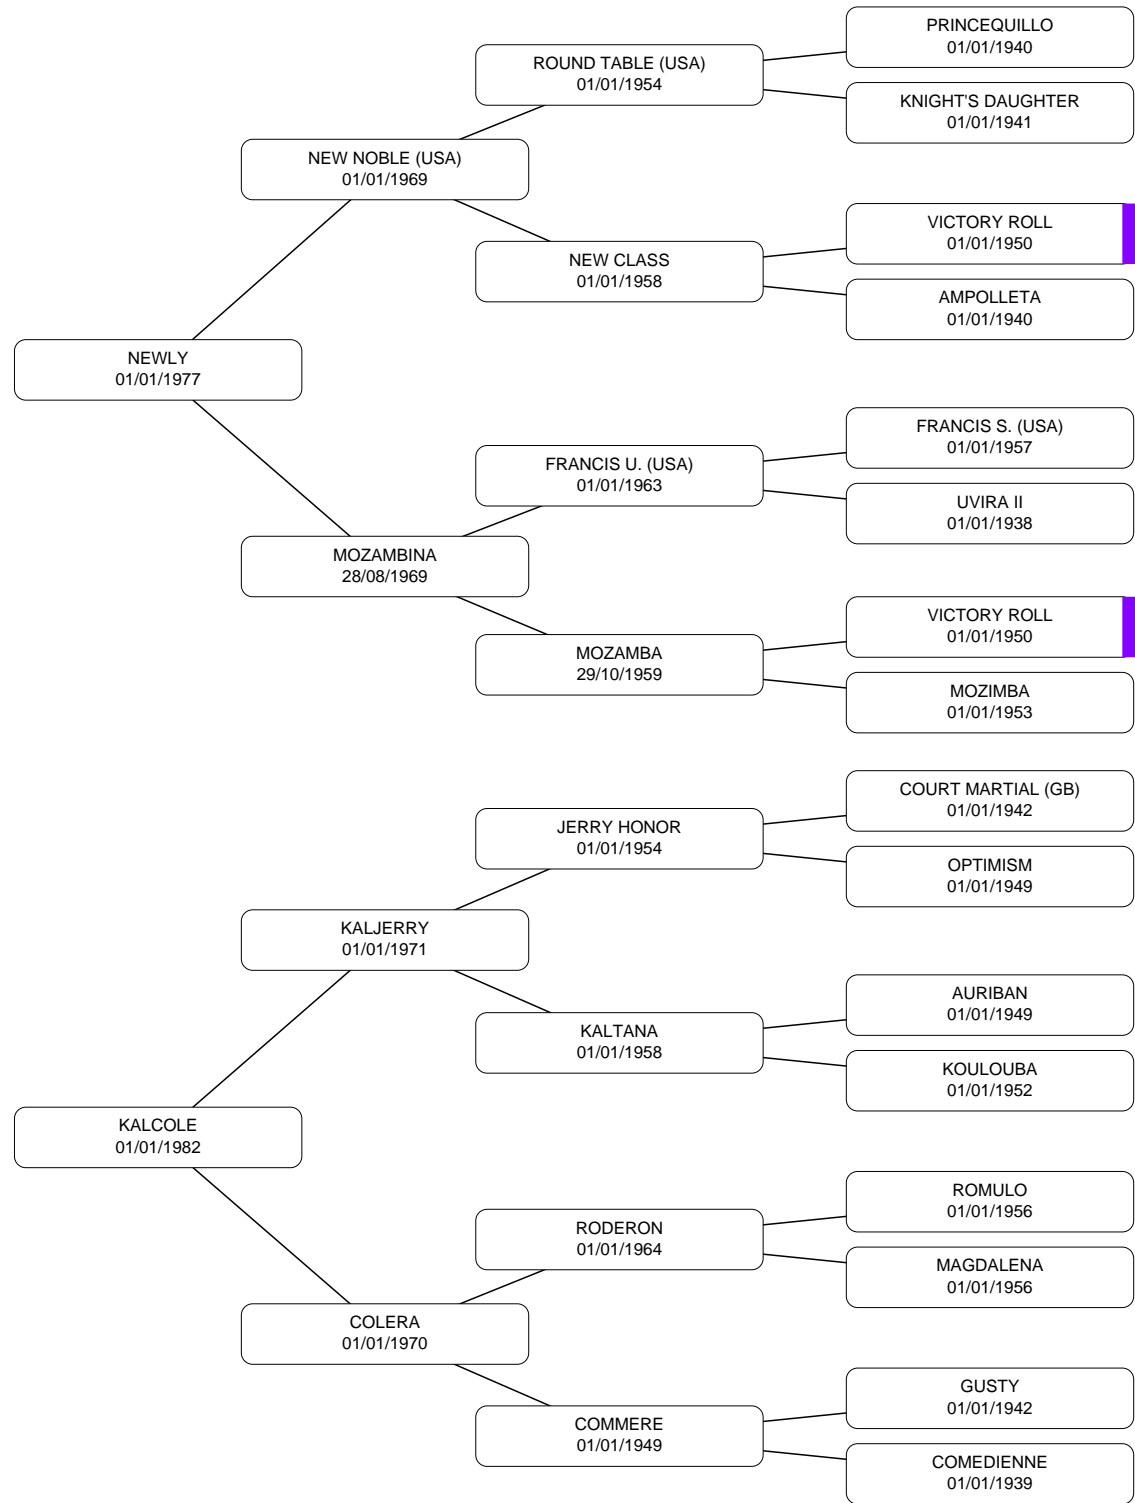 PRINCEQUILLO
01/01/1940
ROUND TABLE (USA)
01/01/1954
KNIGHT'S DAUGHTER
01/01/1941
NEW NOBLE (USA)
01/01/1969
VICTORY ROLL
01/01/1950
NEW CLASS
01/01/1958
AMPOLLETA
01/01/1940
NEWLY
01/01/1977
FRANCIS S. (USA)
01/01/1957
FRANCIS U. (USA)
01/01/1963
UVIRA II
01/01/1938
MOZAMBINA
28/08/1969
VICTORY ROLL
01/01/1950
MOZAMBA
29/10/1959
MOZIMBA
01/01/1953
COURT MARTIAL (GB)
01/01/1942
JERRY HONOR
01/01/1954
OPTIMISM
01/01/1949
KALJERRY
01/01/1971
AURIBAN
01/01/1949
KALTANA
01/01/1958
KOULOUBA
01/01/1952
KALCOLE
01/01/1982
ROMULO
01/01/1956
RODERON
01/01/1964
MAGDALENA
01/01/1956
COLERA
01/01/1970
GUSTY
01/01/1942
COMMERE
01/01/1949
COMEDIENNE
01/01/1939